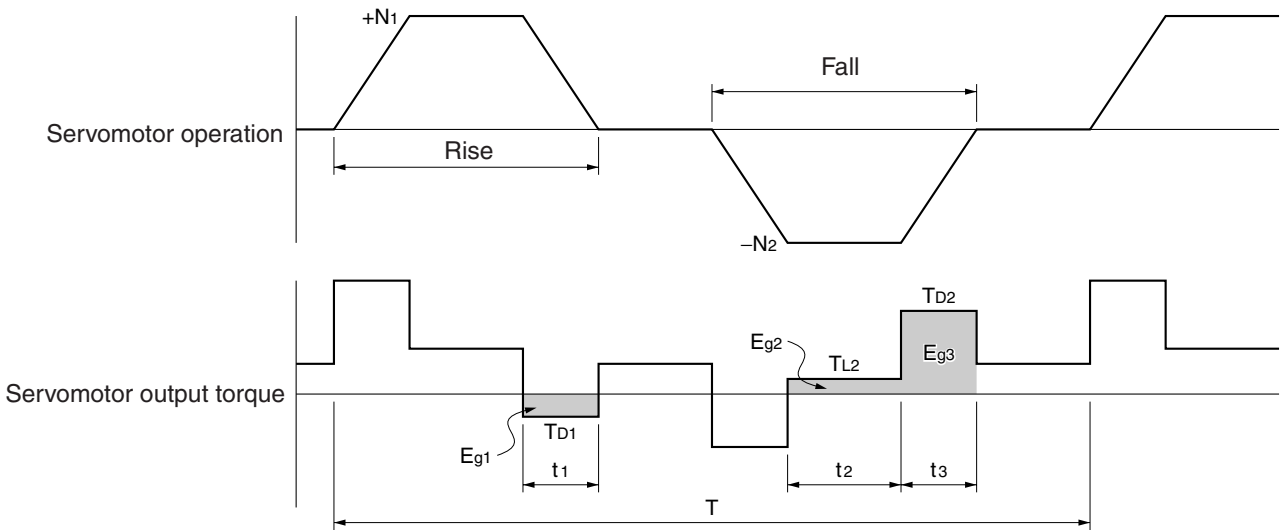 +N1
Fall
Servomotor operation
Rise
–N2
TD2
Eg2
TL2
Eg3
Servomotor output torque
TD1
Eg1
t1
t2
t3
T